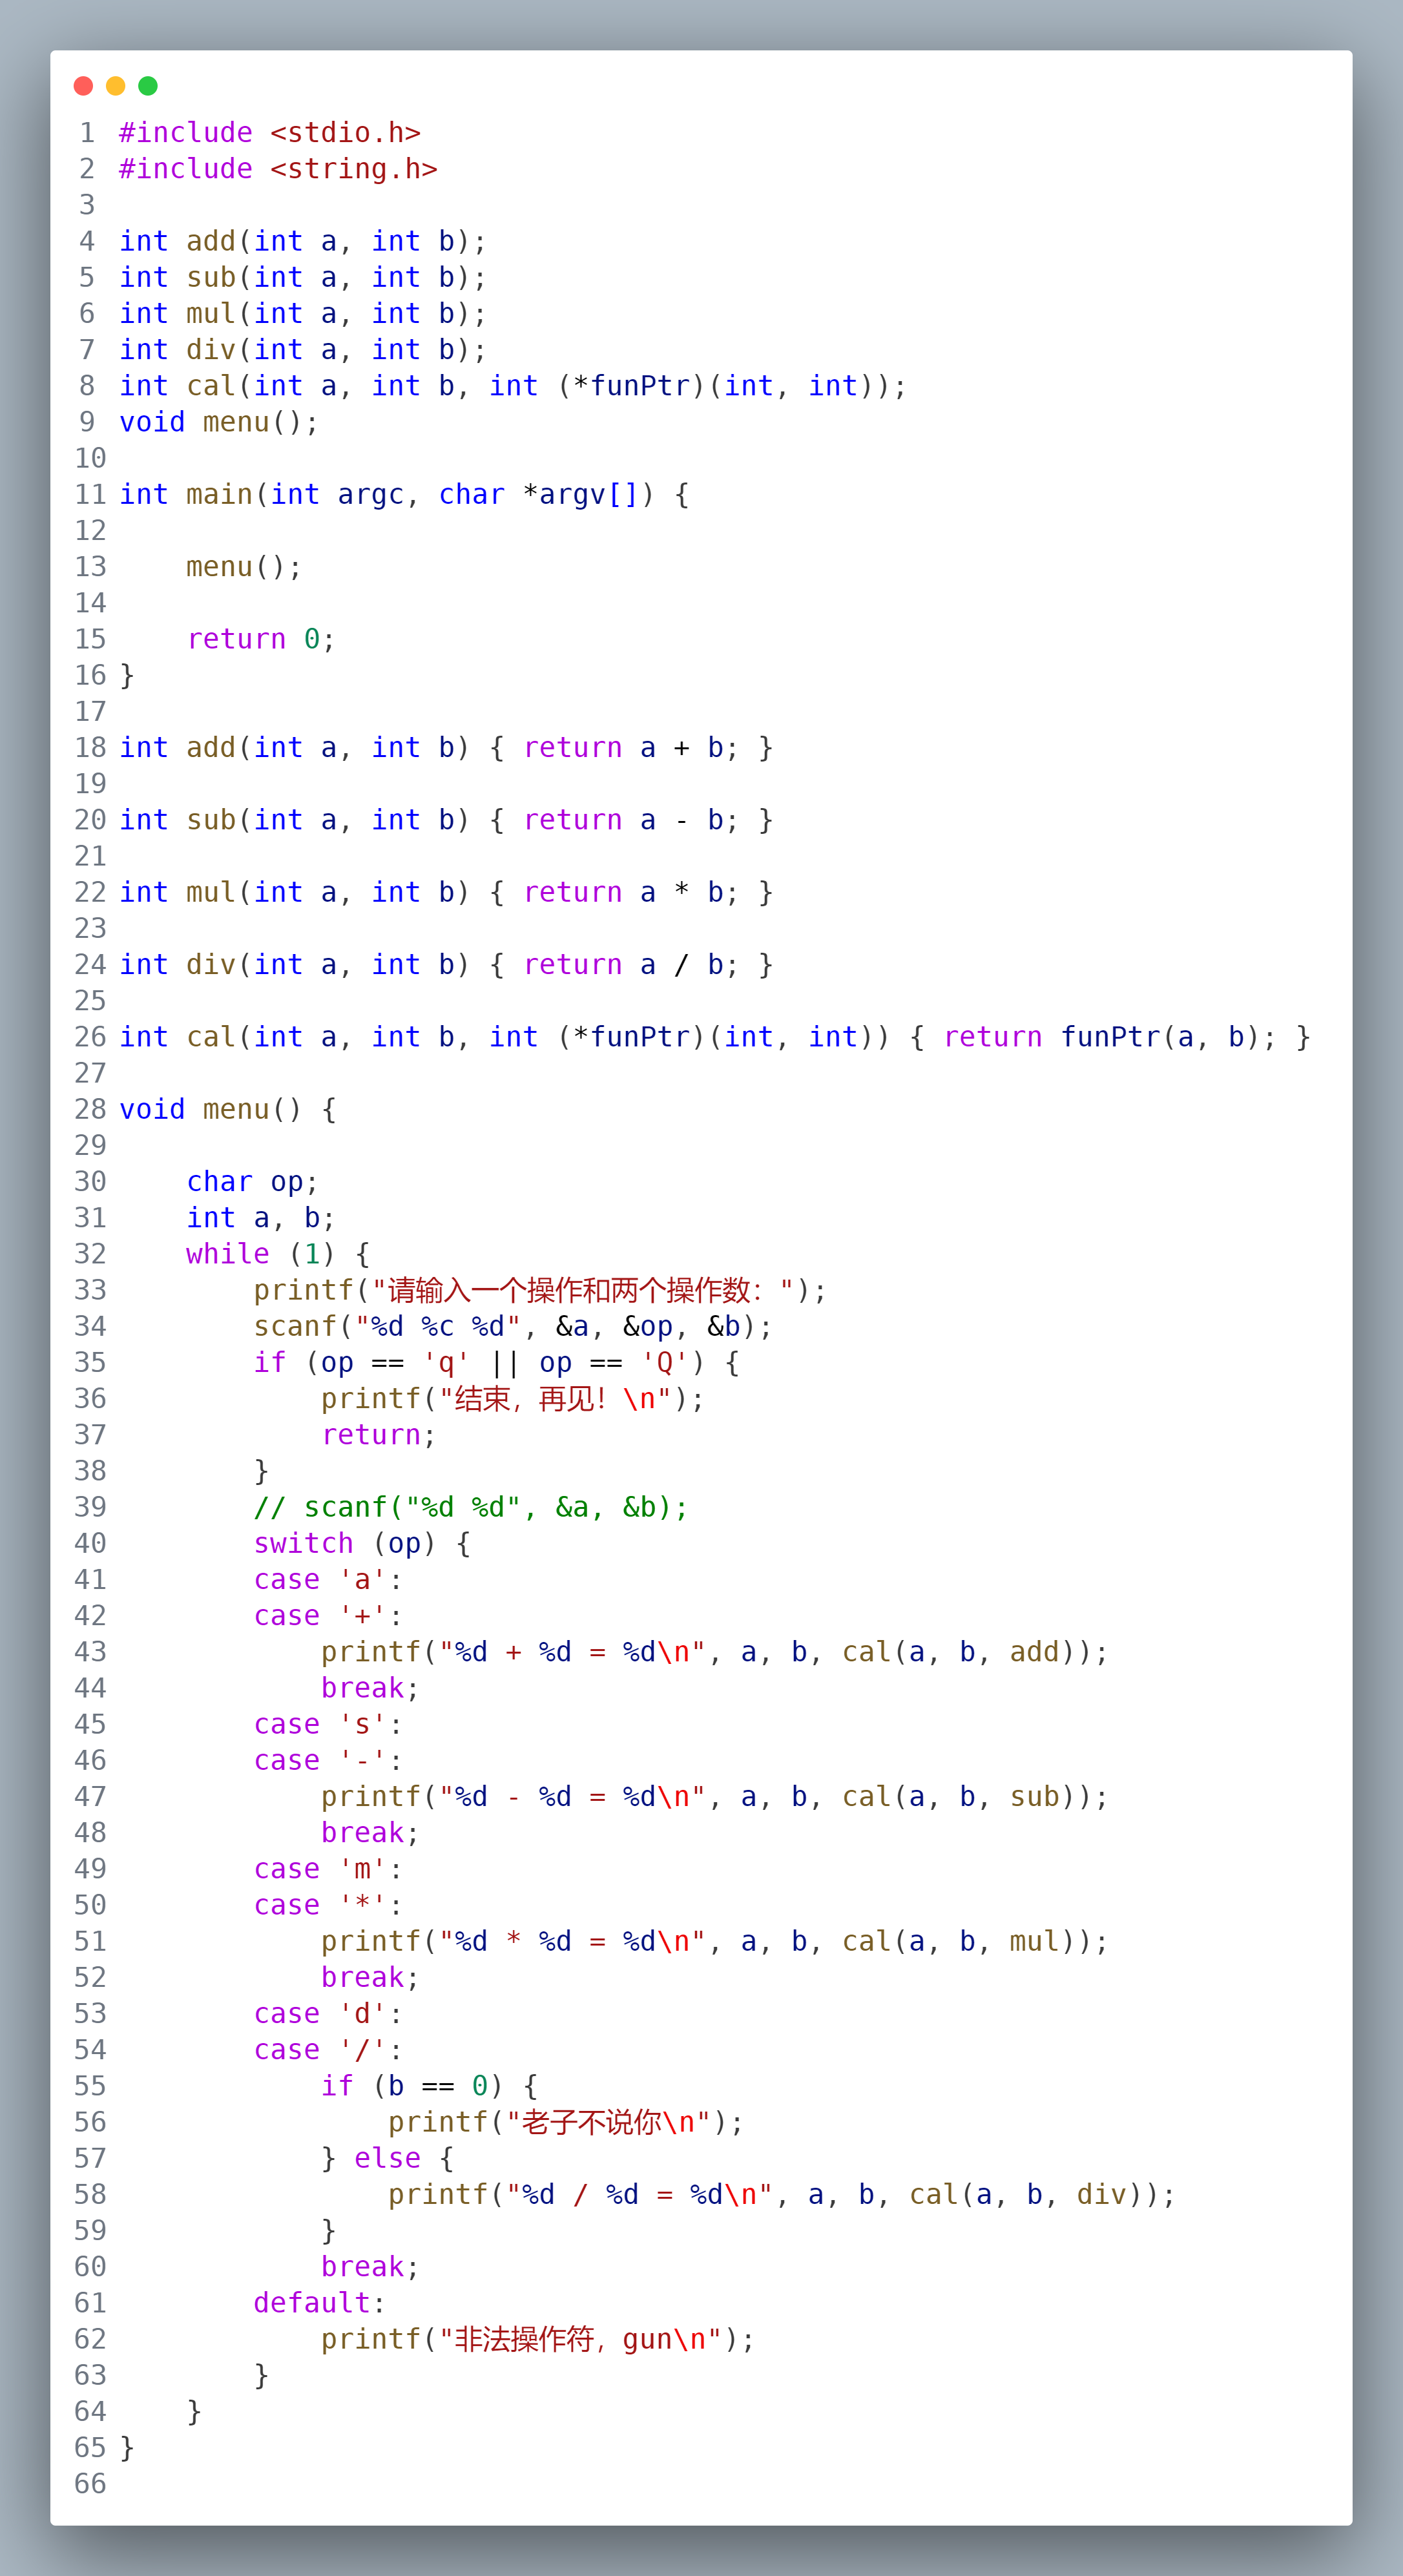 1 #include <stdio.h>
2 #include <string.h>
3
4 int add(int a, int b);
5 int sub(int a, int b);
6 int mul(int a, int b);
7 int div(int a, int b);
8 int cal(int a, int b, int (*funPtr)(int, int));
9 void menu();
10
11 int main(int argc, char *argv[]) {
12
13     menu();
14
15     return 0;
16 }
17
18 int add(int a, int b) { return a + b; }
19
20 int sub(int a, int b) { return a - b; }
21
22 int mul(int a, int b) { return a * b; }
23
24 int div(int a, int b) { return a / b; }
25
26 int cal(int a, int b, int (*funPtr)(int, int)) { return funPtr(a, b); }
27
28 void menu() {
29
30     char op;
31     int a, b;
32     while (1) {
33         printf("请输入一个操作和两个操作数：");
34         scanf("%d %c %d", &a, &op, &b);
35         if (op == 'q' || op == 'Q') {
36             printf("结束，再见！\n");
37             return;
38         }
39         // scanf("%d %d", &a, &b);
40         switch (op) {
41         case 'a':
42         case '+':
43             printf("%d + %d = %d\n", a, b, cal(a, b, add));
44             break;
45         case 's':
46         case '-':
47             printf("%d - %d = %d\n", a, b, cal(a, b, sub));
48             break;
49         case 'm':
50         case '*':
51             printf("%d * %d = %d\n", a, b, cal(a, b, mul));
52             break;
53         case 'd':
54         case '/':
55             if (b == 0) {
56                 printf("老子不说你\n");
57             } else {
58                 printf("%d / %d = %d\n", a, b, cal(a, b, div));
59             }
60             break;
61         default:
62             printf("非法操作符，gun\n");
63         }
64     }
65 }
66